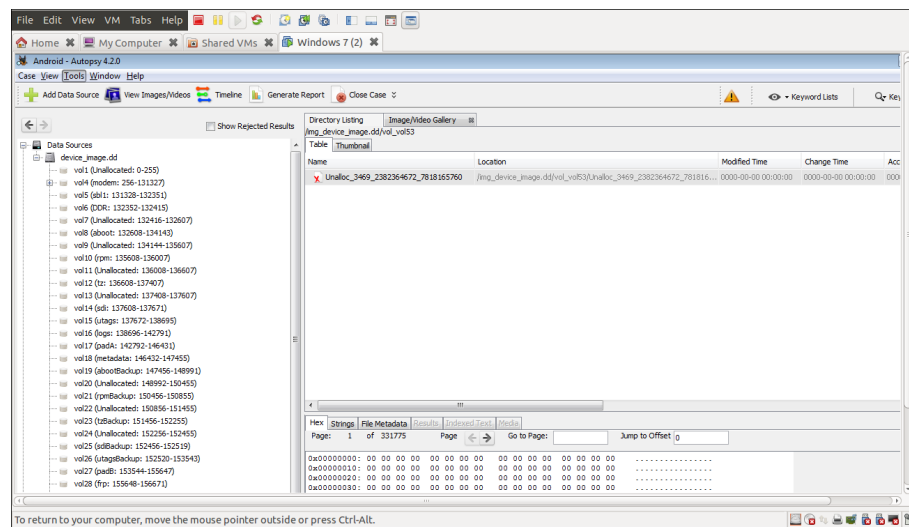 File Edit View VM Tabs Help
Home My Computer Shared VMs Windows 7 (2)
Android - Autopsy 4.2.0
Case View Tools Window Help
Add Data Source View Images/Videos Timeline Generate Report Close Case Keyword Lists
Show Rejected Results
Data Sources
device_image.dd
vol1 (Unallocated: 0-255)
vol4 (modem: 256-131327)
vol5 (sbl1: 131328-132351)
vol6 (DDR: 132352-132415)
vol7 (Unallocated: 132416-132607)
vol8 (aboot: 132608-134143)
vol9 (Unallocated: 134144-135607)
vol10 (rpm: 135608-136007)
vol11 (Unallocated: 136008-136607)
vol12 (tz: 136608-137407)
vol13 (Unallocated: 137408-137607)
vol14 (sdi: 137608-137671)
vol15 (utags: 137672-138695)
vol16 (logs: 138696-142791)
vol17 (padA: 142792-146431)
vol18 (metadata: 146432-147455)
vol19 (abootBackup: 147456-148991)
vol20 (Unallocated: 148992-150455)
vol21 (rpmBackup: 150456-150855)
vol22 (Unallocated: 150856-151455)
vol23 (tzBackup: 151456-152255)
vol24 (Unallocated: 152256-152455)
vol25 (sdiBackup: 152456-152519)
vol26 (utagsBackup: 152520-153543)
vol27 (padB: 153544-155647)
vol28 (frp: 155648-156671)
Directory Listing Image/Video Gallery
/img_device_image.dd/vol_vol53
Table Thumbnail
Name Location Modified Time Change Time Acc
Unalloc_3469_2382364672_7818165760 /img_device_image.dd/vol_vol53/Unalloc_3469_2382364672_781816... 0000-00-00 00:00:00 0000-00-00 00:00:00 000
Hex Strings File Metadata Results Indexed Text Media
Page: 1 of 331775 Page Go to Page: Jump to Offset 0
0x00000000: 00 00 00 00 00 00 00 00 00 00 00 00 00 00 00 00 ................
0x00000010: 00 00 00 00 00 00 00 00 00 00 00 00 00 00 00 00 ................
0x00000020: 00 00 00 00 00 00 00 00 00 00 00 00 00 00 00 00 ................
0x00000030: 00 00 00 00 00 00 00 00 00 00 00 00 00 00 00 00 ................
To return to your computer, move the mouse pointer outside or press Ctrl-Alt.